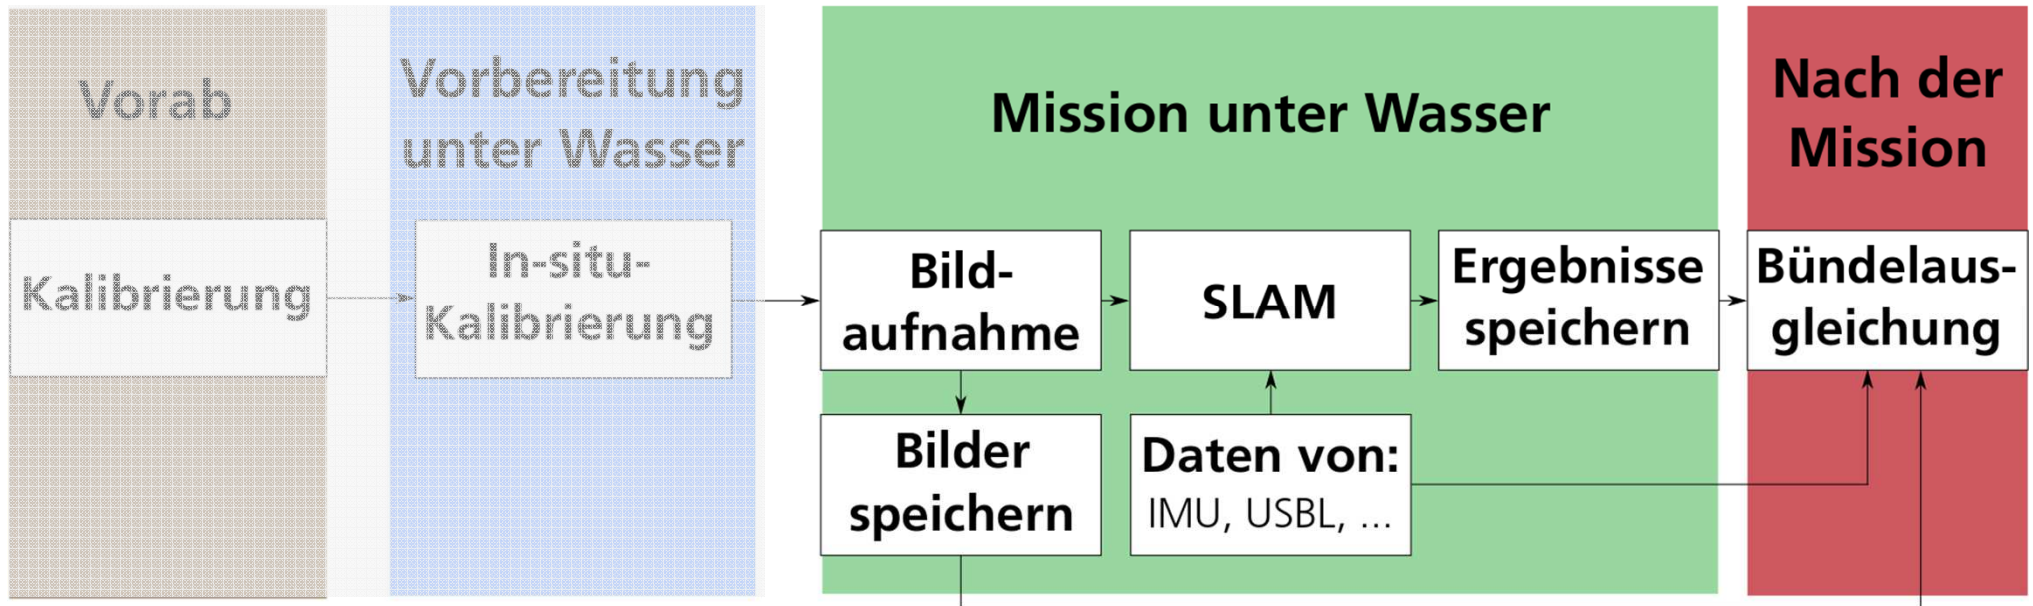 Vorab
Vorbereitung
unter Wasser
Mission unter Wasser
Nach der
Mission
Kalibrierung
In-situ-
Kalibrierung
Bild-
aufnahme
SLAM
Ergebnisse
speichern
Bündelaus-
gleichung
Bilder
speichern
Daten von:
IMU, USBL, ...